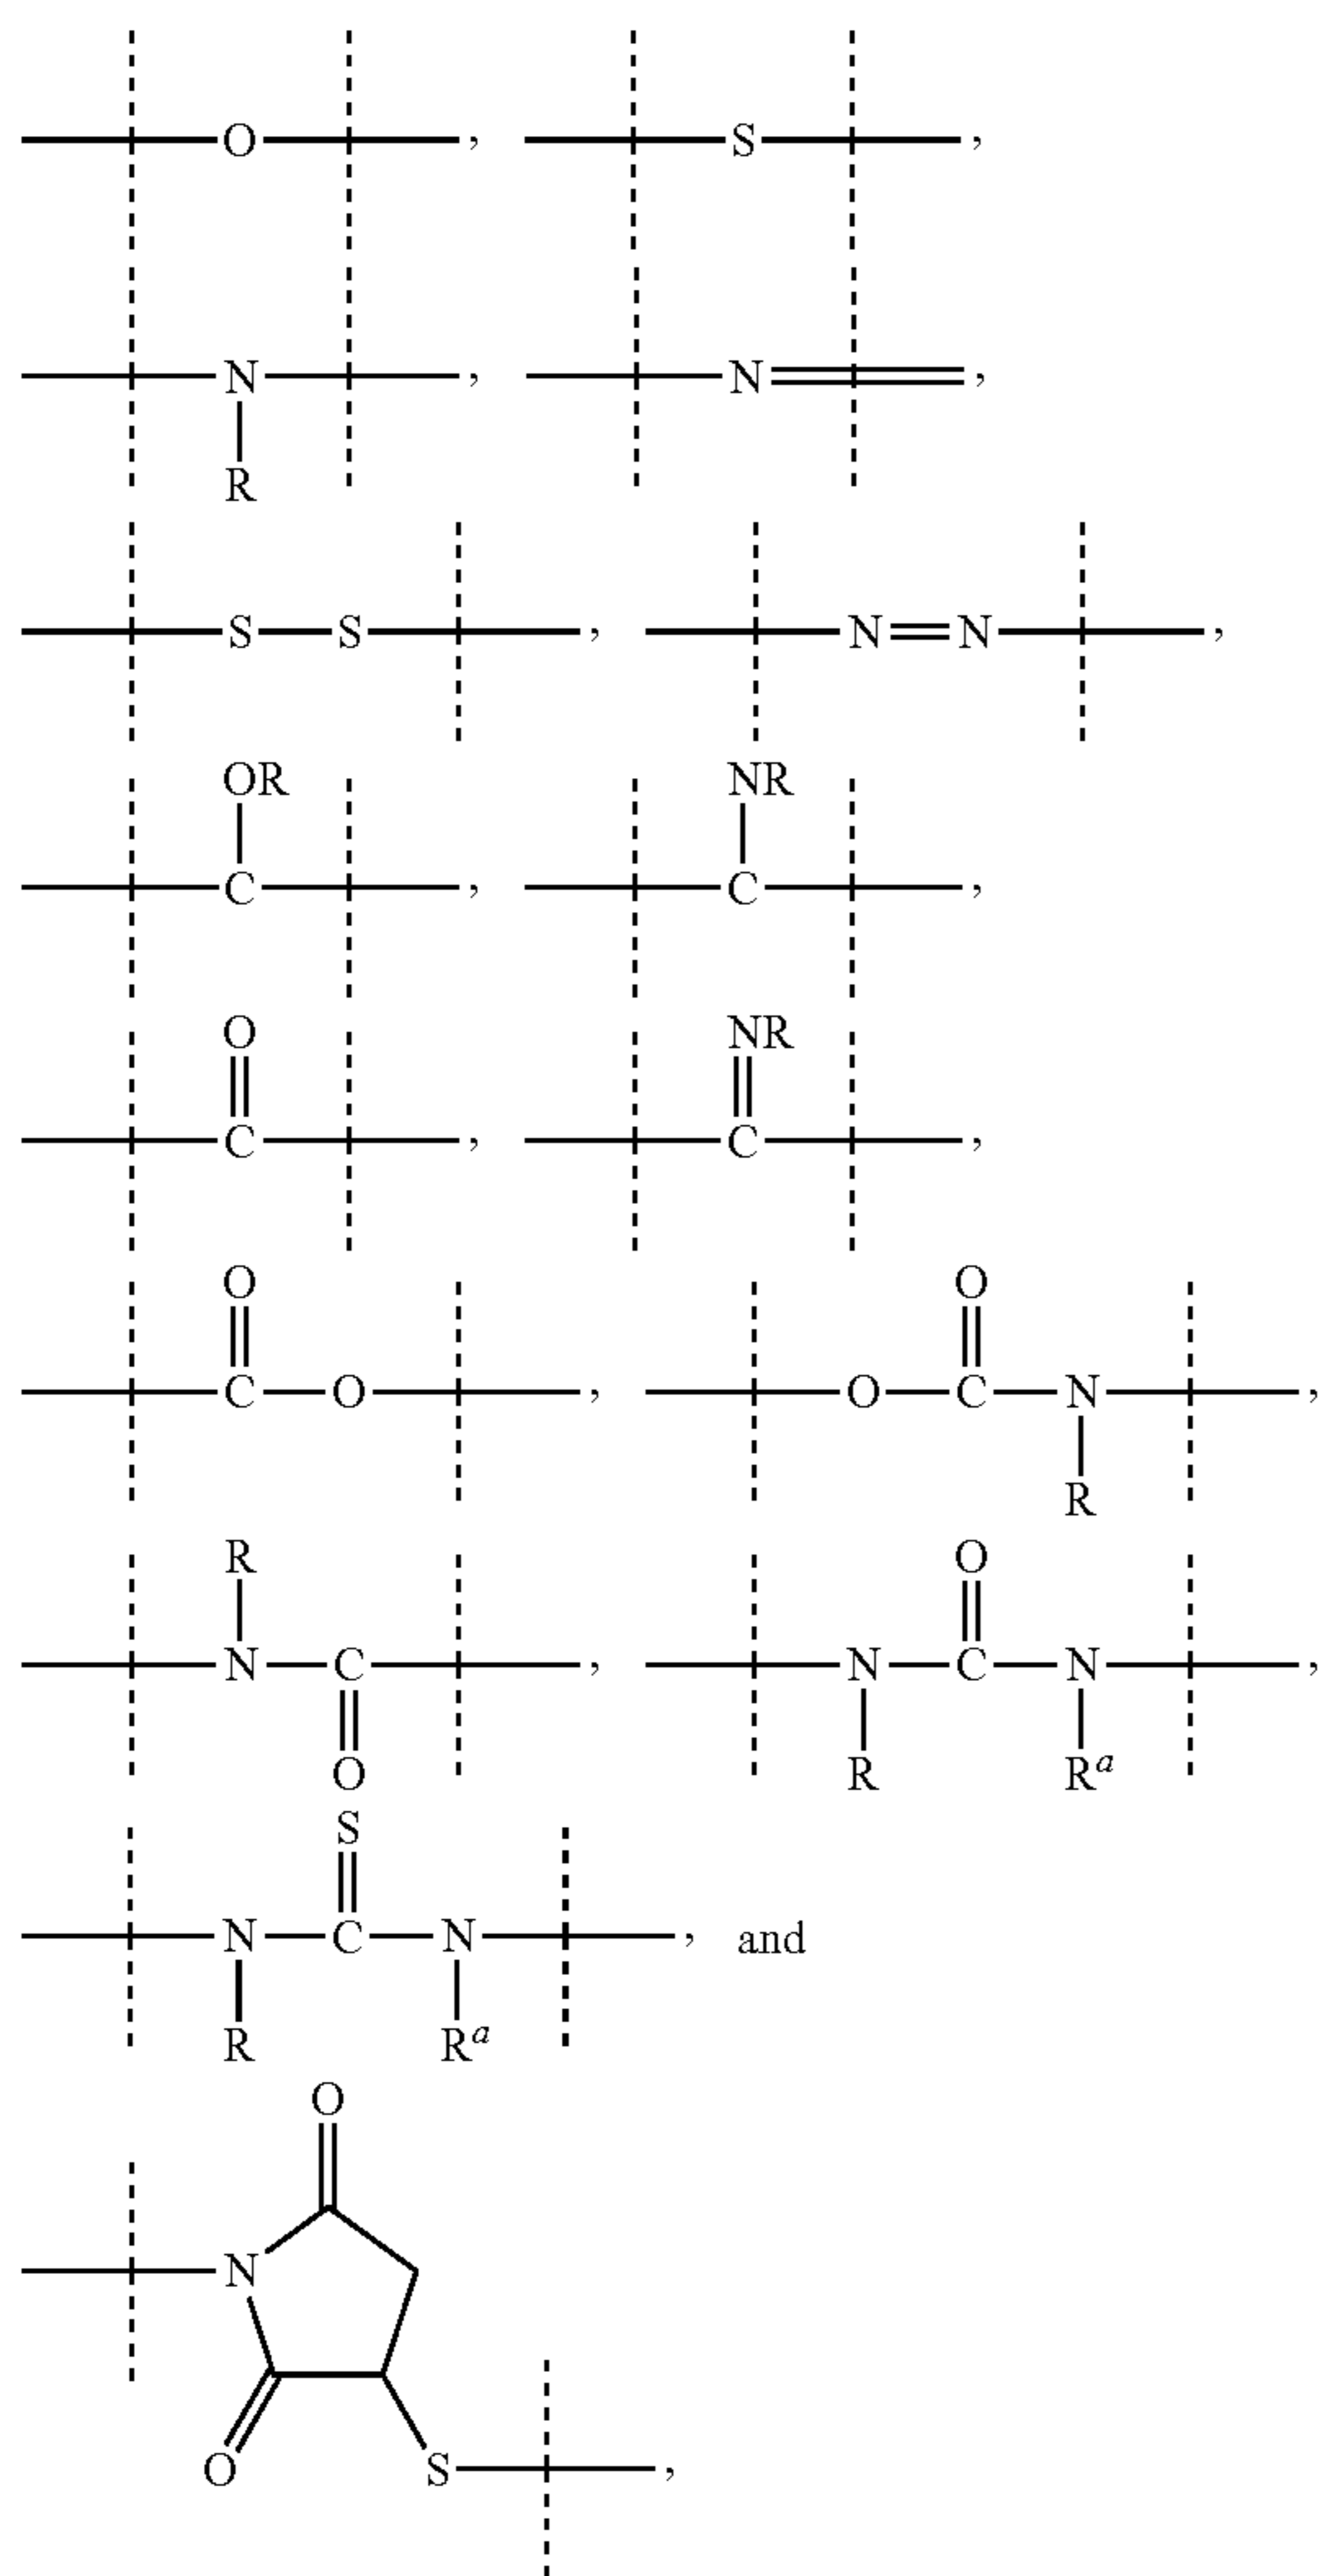 O , S ,
N , N ,
R
S S , N N ,
OR NR
C , C ,
O NR
C , C ,
O O
C O , O C N ,
R
R O
N C , N C N ,
O R Rᵃ
S
N C N , and
R Rᵃ
O
N
O S ,